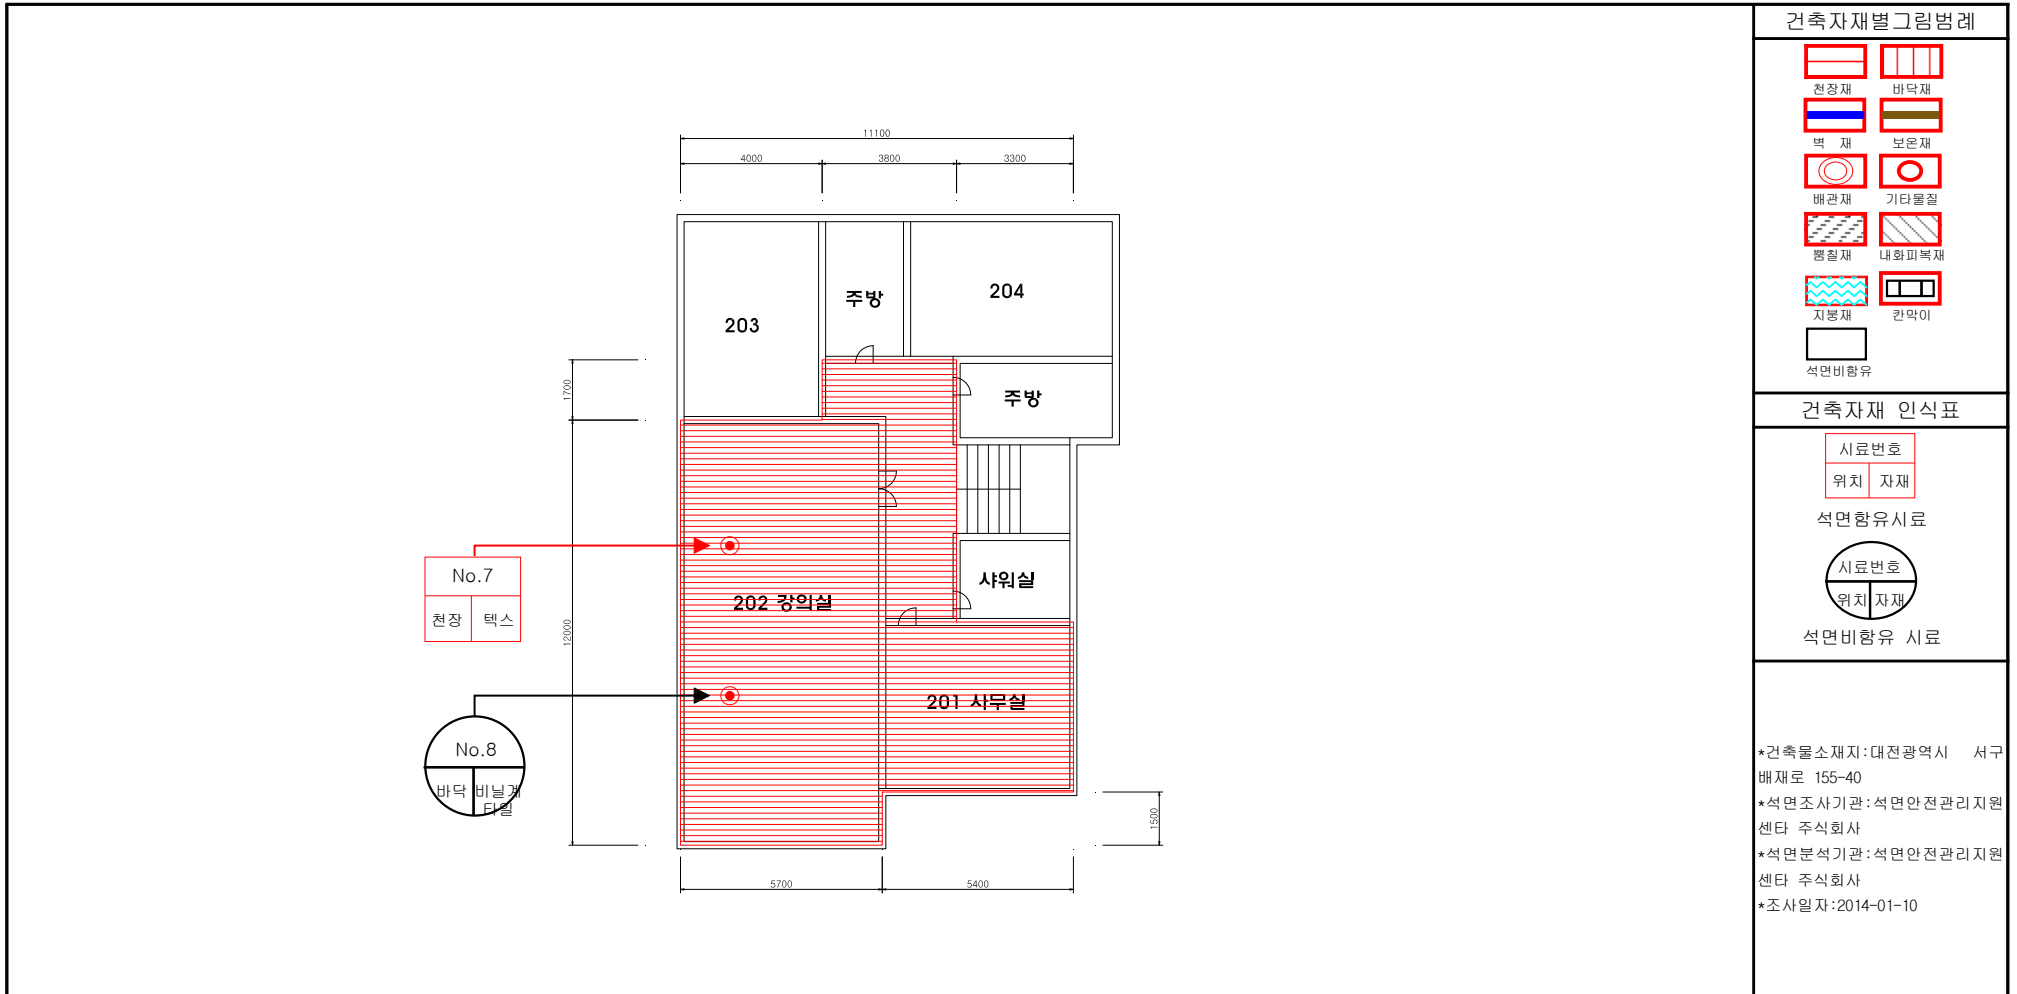 건축자재별그림범례
천장재 바닥재
벽 재 보온재
배관재 기타물질
뿜칠재 내화피복재
지붕재 칸막이
석면비함유
건축자재 인식표
시료번호
위치 자재
석면함유시료
시료번호
위치 자재
석면비함유 시료
*건축물소재지:대전광역시 서구
배재로 155-40
*석면조사기관:석면안전관리지원
센타 주식회사
*석면분석기관:석면안전관리지원
센타 주식회사
*조사일자:2014-01-10
11100
4000 3800 3300
203
주방
204
주방
1700
12000
샤워실
202 강의실
201 사무실
No.7
천장 텍스
No.8
바닥 비닐계
타일
1500
5700 5400